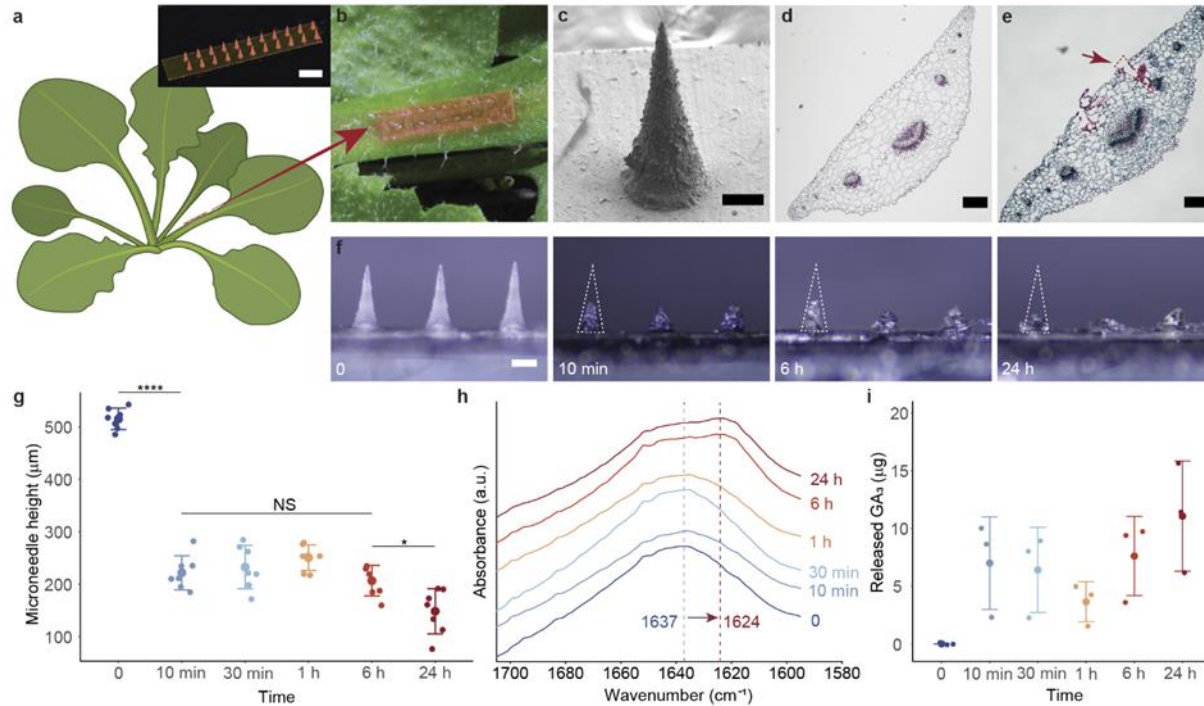 a
b
c
d
e
f
0
10 min
6 h
24 h
g
Microneedle height (μm)
500
400
300
200
100
****
NS
*
0
10 min
30 min
1 h
6 h
24 h
Time
h
Absorbance (a.u.)
24 h
6 h
1 h
30 min
10 min
0
1637
1624
1700
1680
1660
1640
1620
1600
1580
Wavenumber (cm⁻¹)
i
Released GA₃ (μg)
20
15
10
5
0
0
10 min
30 min
1 h
6 h
24 h
Time